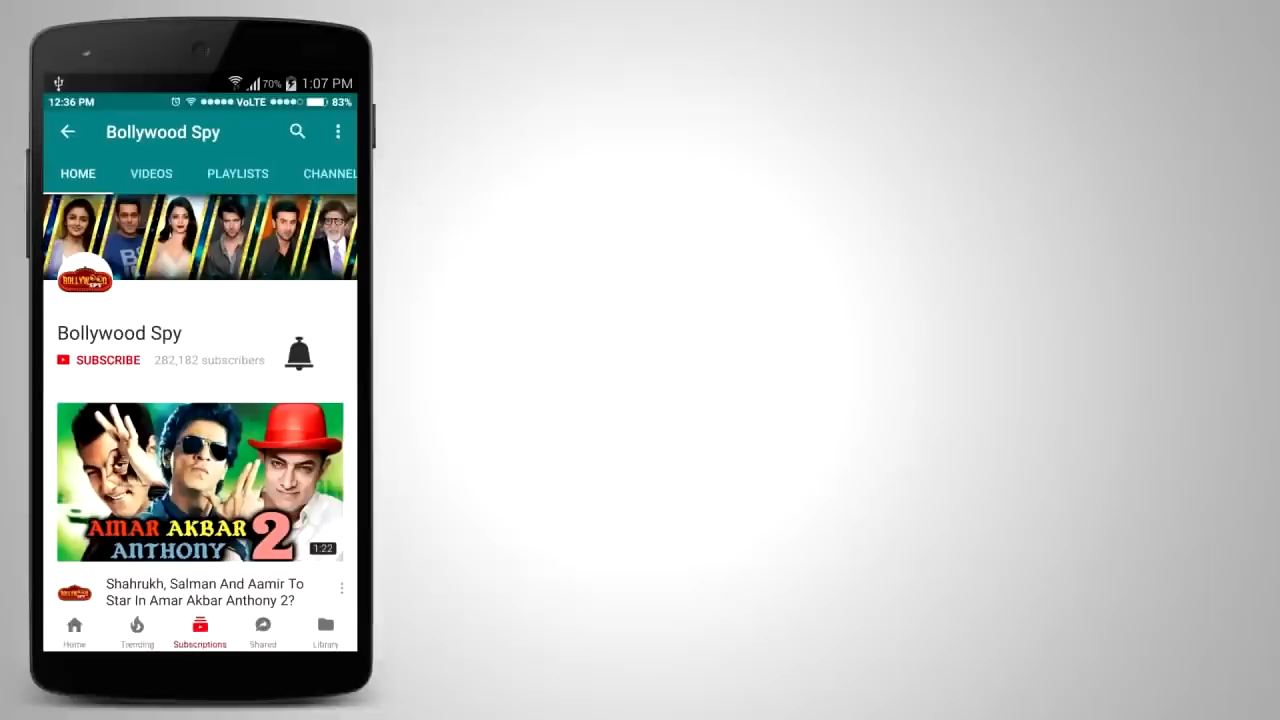 70% 1:07 PM
12:36 PM VoLTE 83%
Bollywood Spy
HOME VIDEOS PLAYLISTS CHANNEL
BOLLYWOOD
SPY
Bollywood Spy
SUBSCRIBE 282,182 subscribers
AMAR AKBAR
ANTHONY 2
1:22
Shahrukh, Salman And Aamir To
Star In Amar Akbar Anthony 2?
Home Trending Subscriptions Shared Library